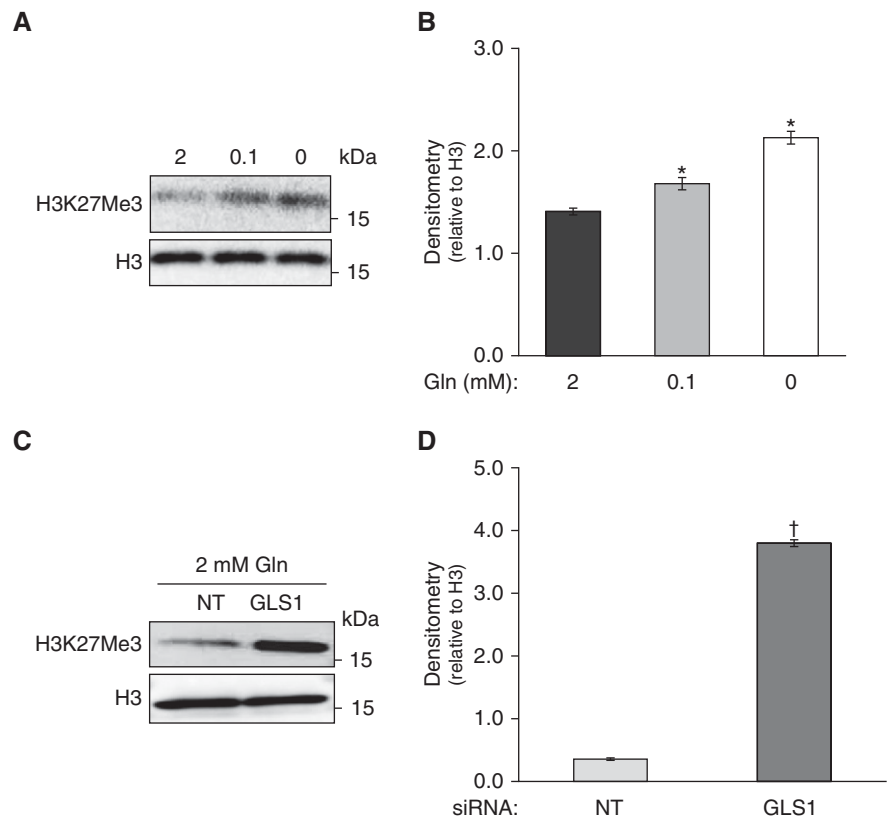 A
2 0.1 0 kDa
H3K27Me3
15
H3
15
B
3.0
2.0
1.0
0.0
Densitometry
(relative to H3)
*
*
Gln (mM): 2 0.1 0
C
2 mM Gln
NT GLS1
kDa
H3K27Me3
15
H3
15
D
5.0
4.0
3.0
2.0
1.0
0.0
Densitometry
(relative to H3)
†
siRNA: NT GLS1